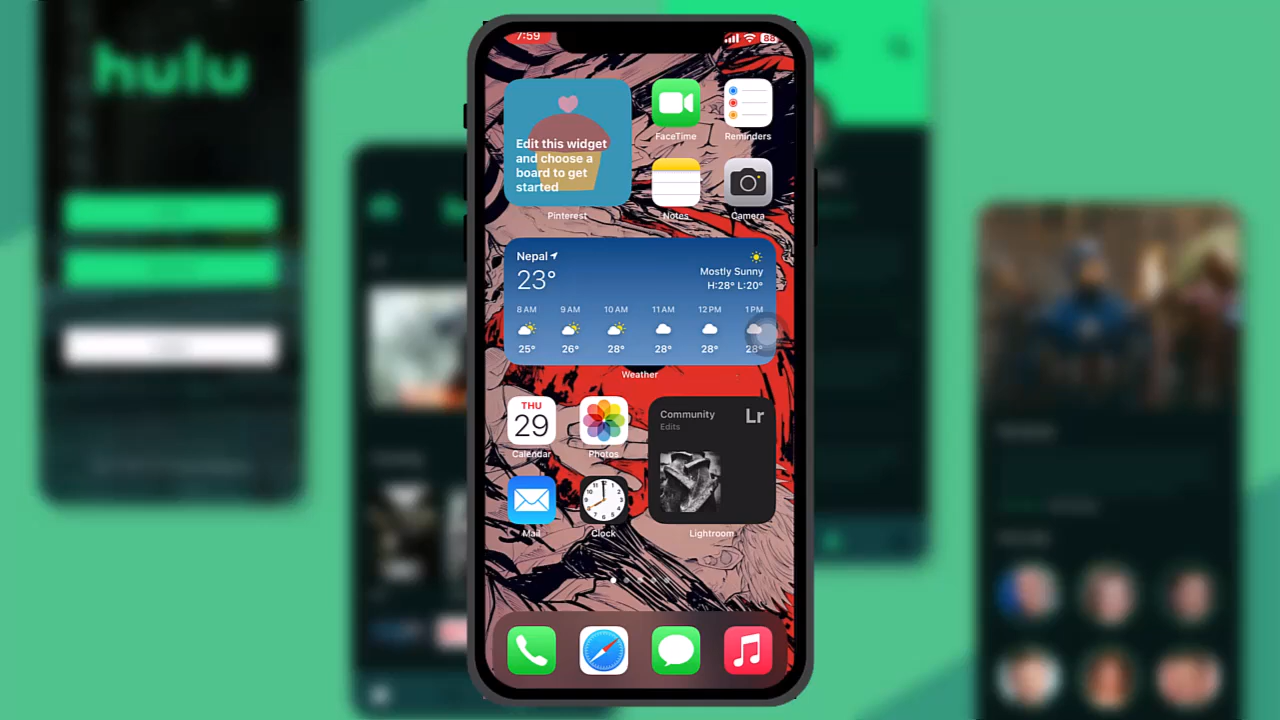 hulu
7:59
88
Edit this widget
and choose a
board to get
started
Pinterest
FaceTime
Reminders
Notes
Camera
Nepal
23°
Mostly Sunny
H:28° L:20°
8 AM 9 AM 10 AM 11 AM 12 PM 1 PM
25° 26° 28° 28° 28° 28°
Weather
THU
29
Calendar
Photos
Community
Edits
Lr
Mail
Clock
Lightroom